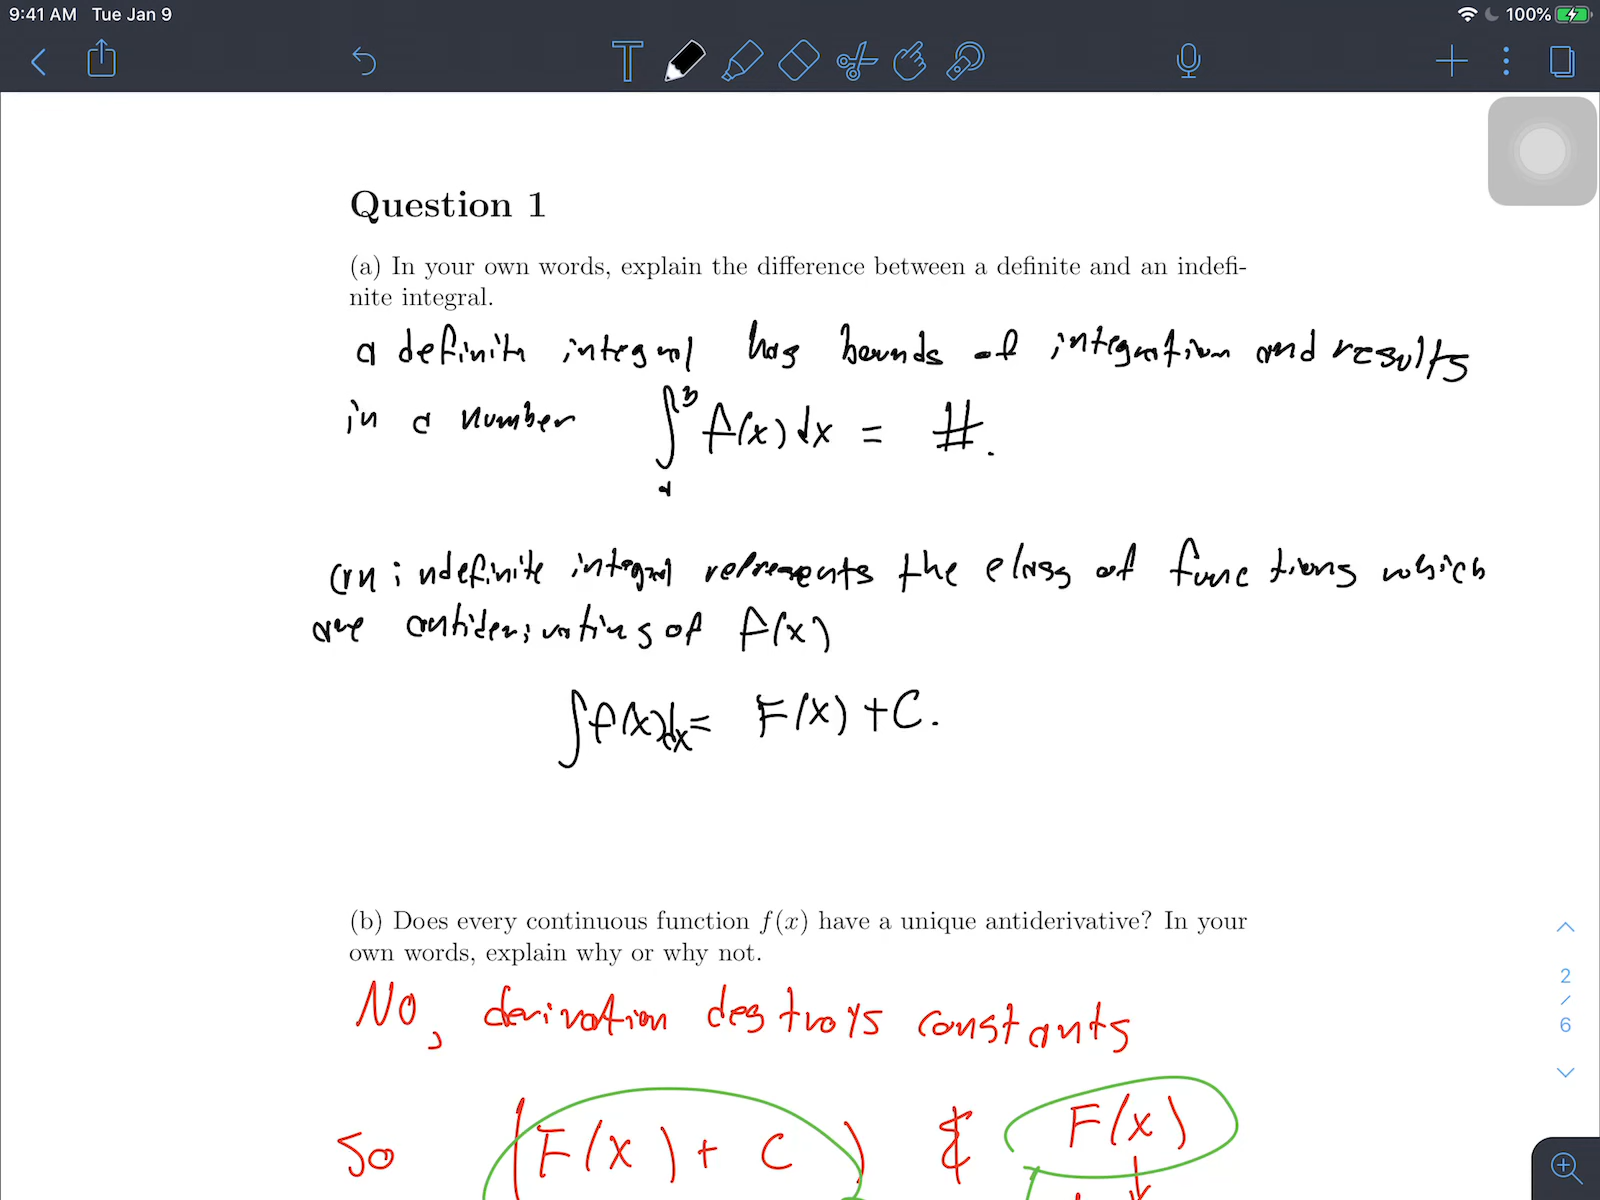 9:41 AM Tue Jan 9
100%
Question 1
(a) In your own words, explain the difference between a definite and an indefi-
nite integral.
a definite integral has bounds of integration and results
in a number ∫ₐᵇ f(x) dx = #.
an indefinite integral represents the class of functions which
are antiderivatives of f(x)
∫f(x)dx = F(x) + C.
(b) Does every continuous function f(x) have a unique antiderivative? In your
own words, explain why or why not.
2
/
6
No, derivation destroys constants
So (F(x) + C) & F(x)